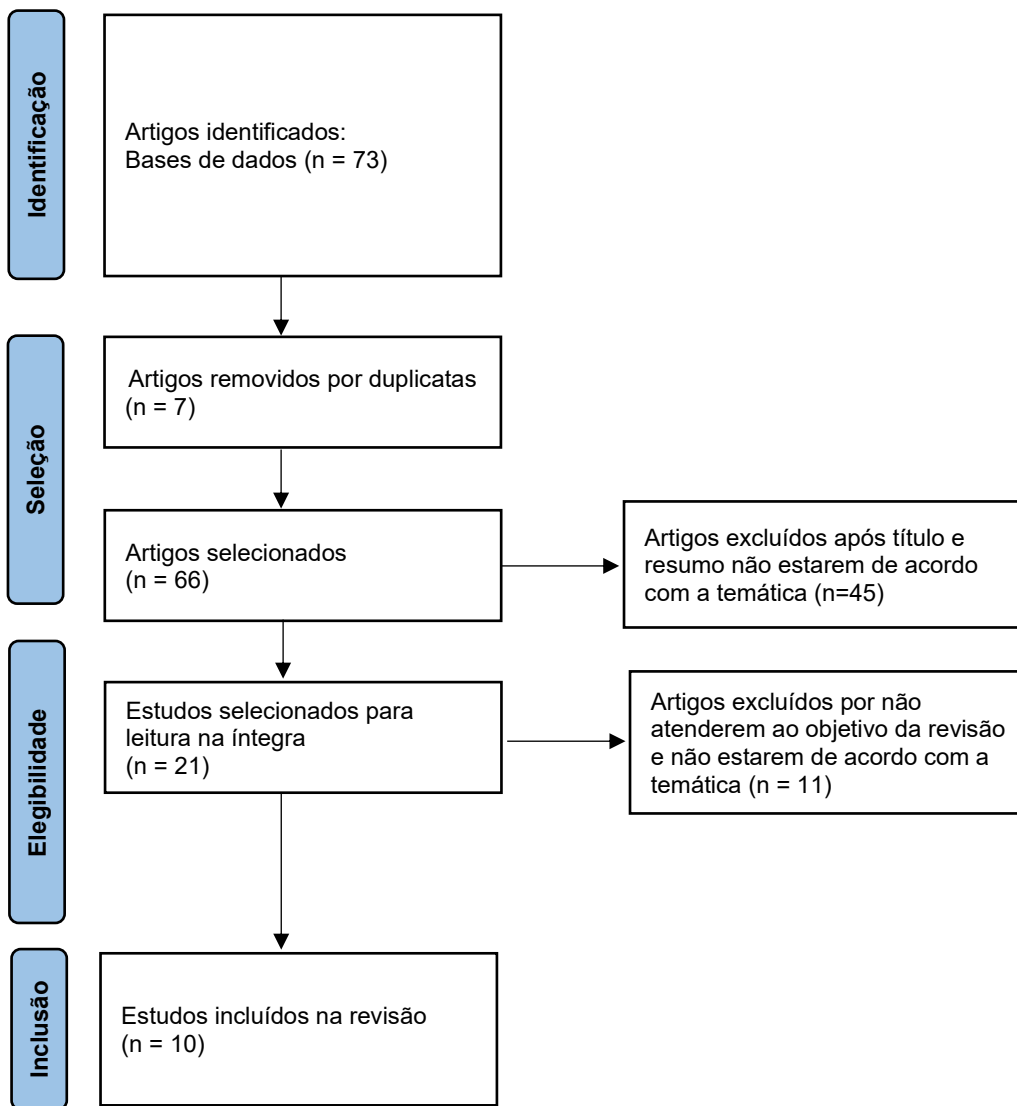 Identificação
Artigos identificados:
Bases de dados (n = 73)
Seleção
Artigos removidos por duplicatas
(n = 7)
Artigos selecionados
(n = 66)
Artigos excluídos após título e
resumo não estarem de acordo
com a temática (n=45)
Elegibilidade
Estudos selecionados para
leitura na íntegra
(n = 21)
Artigos excluídos por não
atenderem ao objetivo da revisão
e não estarem de acordo com a
temática (n = 11)
Inclusão
Estudos incluídos na revisão
(n = 10)